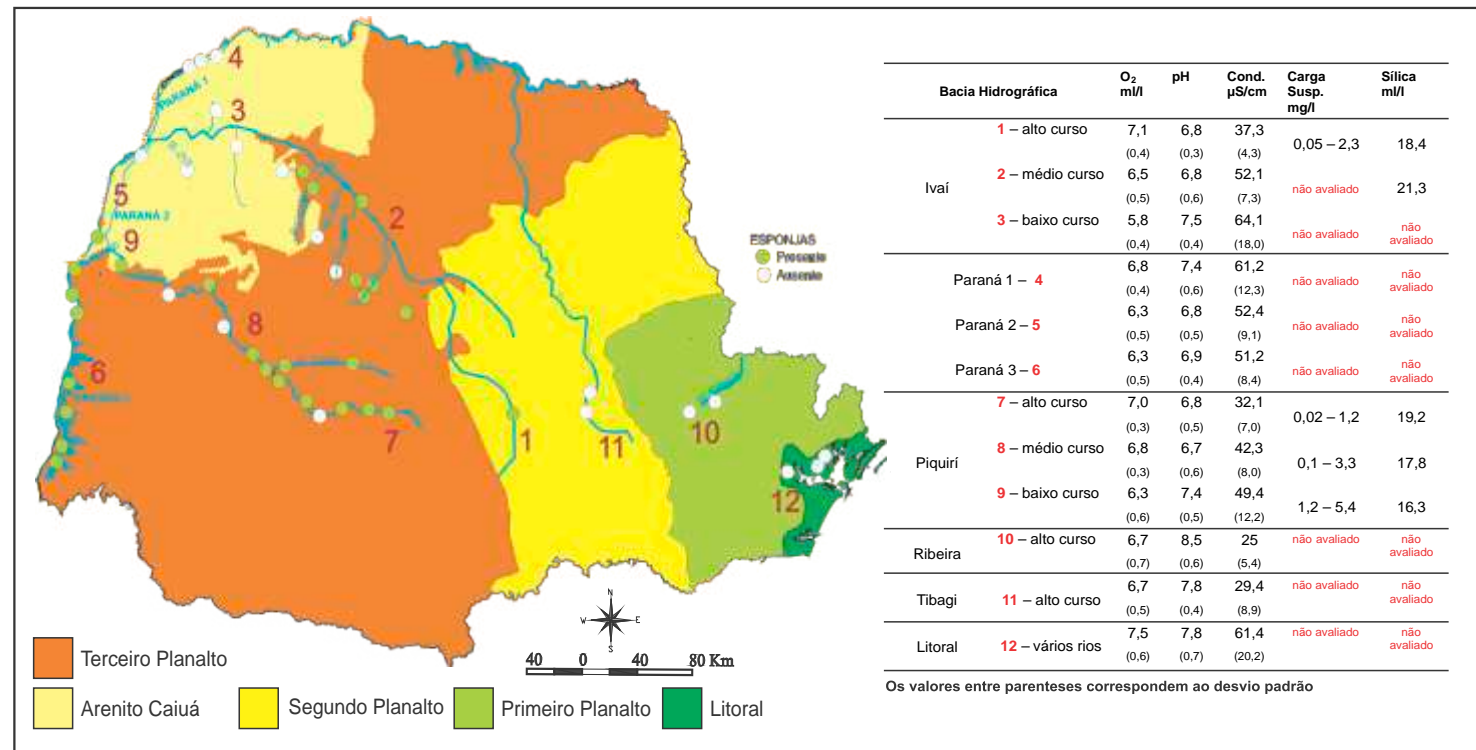 4
PARANÁ 1
3
5
PARANÁ 2
9
2
ESPONJAS
Presente
Ausente
8
6
7
1
11
10
12
N
W E
S
40 0 40 80 Km
Terceiro Planalto
Arenito Caiuá
Segundo Planalto
Primeiro Planalto
Litoral
Bacia Hidrográfica O₂ ml/l pH Cond. µS/cm Carga Susp. mg/l Sílica ml/l
Ivaí
1 – alto curso 7,1 6,8 37,3 0,05 – 2,3 18,4
(0,4) (0,3) (4,3)
2 – médio curso 6,5 6,8 52,1 não avaliado 21,3
(0,5) (0,6) (7,3)
3 – baixo curso 5,8 7,5 64,1 não avaliado não avaliado
(0,4) (0,4) (18,0)
Paraná 1 – 4 6,8 7,4 61,2 não avaliado não avaliado
(0,4) (0,6) (12,3)
Paraná 2 – 5 6,3 6,8 52,4 não avaliado não avaliado
(0,5) (0,5) (9,1)
Paraná 3 – 6 6,3 6,9 51,2 não avaliado não avaliado
(0,5) (0,4) (8,4)
Piquirí
7 – alto curso 7,0 6,8 32,1 0,02 – 1,2 19,2
(0,3) (0,5) (7,0)
8 – médio curso 6,8 6,7 42,3 0,1 – 3,3 17,8
(0,3) (0,6) (8,0)
9 – baixo curso 6,3 7,4 49,4 1,2 – 5,4 16,3
(0,6) (0,5) (12,2)
Ribeira 10 – alto curso 6,7 8,5 25 não avaliado não avaliado
(0,7) (0,6) (5,4)
Tibagi 11 – alto curso 6,7 7,8 29,4 não avaliado não avaliado
(0,5) (0,4) (8,9)
Litoral 12 – vários rios 7,5 7,8 61,4 não avaliado não avaliado
(0,6) (0,7) (20,2)
Os valores entre parenteses correspondem ao desvio padrão